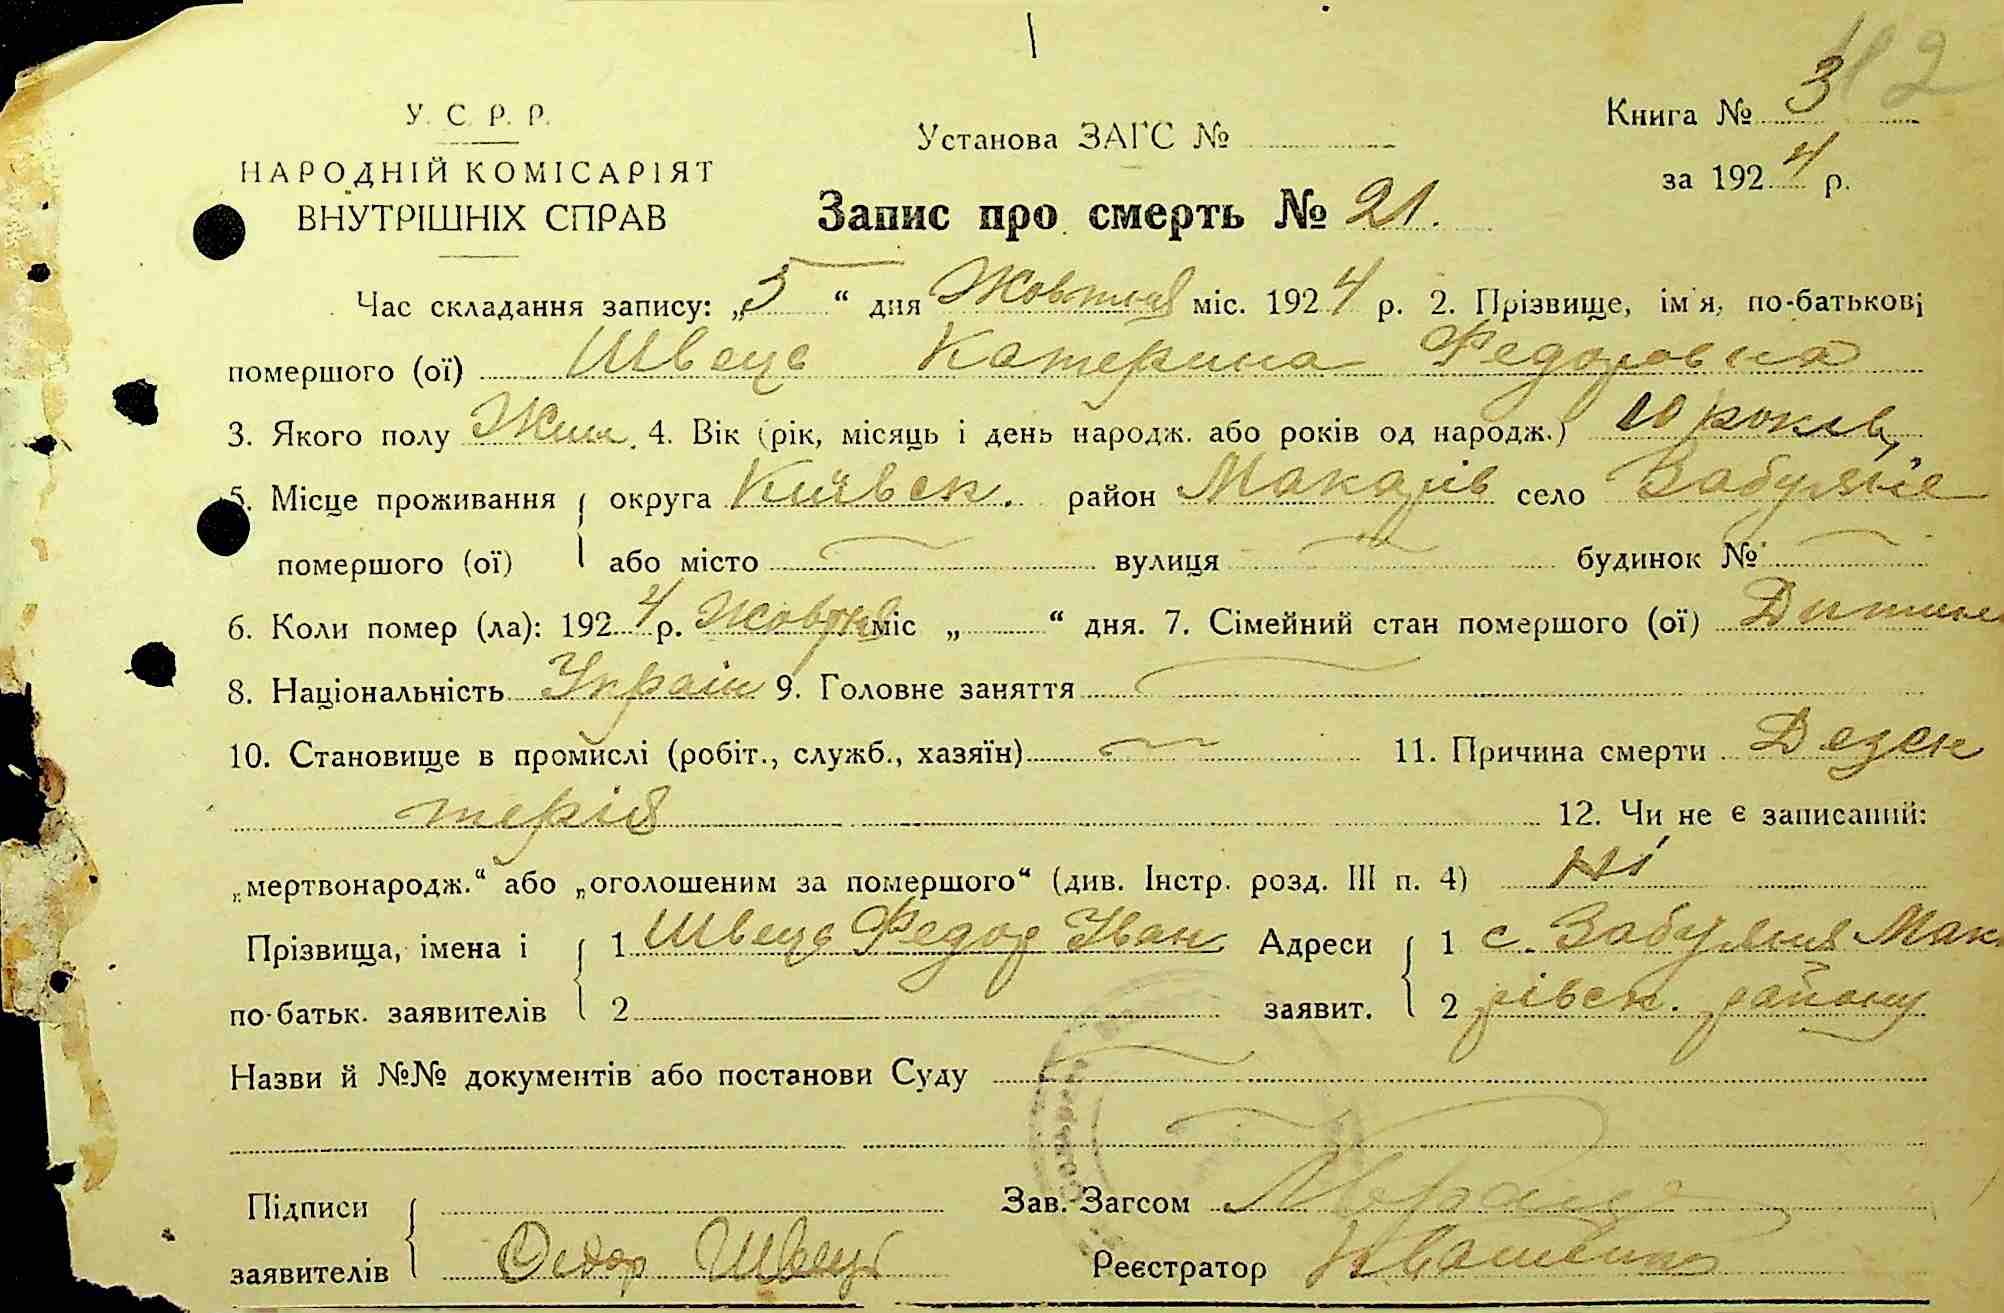 У. С. Р. Р.
НАРОДНІЙ КОМІСАРІЯТ
ВНУТРІШНІХ СПРАВ
Установа ЗАГС №
Книга № 3
за 1924 р.
Запис про смерть № 21.
Час складання запису: „5“ дня Жовтня міс. 1924 р. 2. Прізвище, ім'я, по-батькові
помершого (ої) Швець Катерина Федоровна
3. Якого полу Жин. 4. Вік (рік, місяць і день народж. або років од народж.) 10 років,
5. Місце проживання округа Київск. район Макарів село
помершого (ої) або місто вулиця будинок №
6. Коли помер (ла): 1924 р. Жовтня міс „ “ дня. 7. Сімейний стан помершого (ої) Дитина
8. Національність Україн 9. Головне заняття
10. Становище в промислі (робіт., служб., хазяїн) 11. Причина смерти Дезен
терія 12. Чи не є записаний:
„мертвонародж.“ або „оголошеним за помершого“ (див. Інстр. розд. III п. 4) Ні
Прізвища, імена і 1 Швець Федор Іван Адреси 1 с. Забуяння Мака
по-батьк. заявителів 2 заявит. 2 рівск. району
Назви й №№ документів або постанови Суду
Підписи Зав. Загсом
заявителів Федор Швець Реєстратор